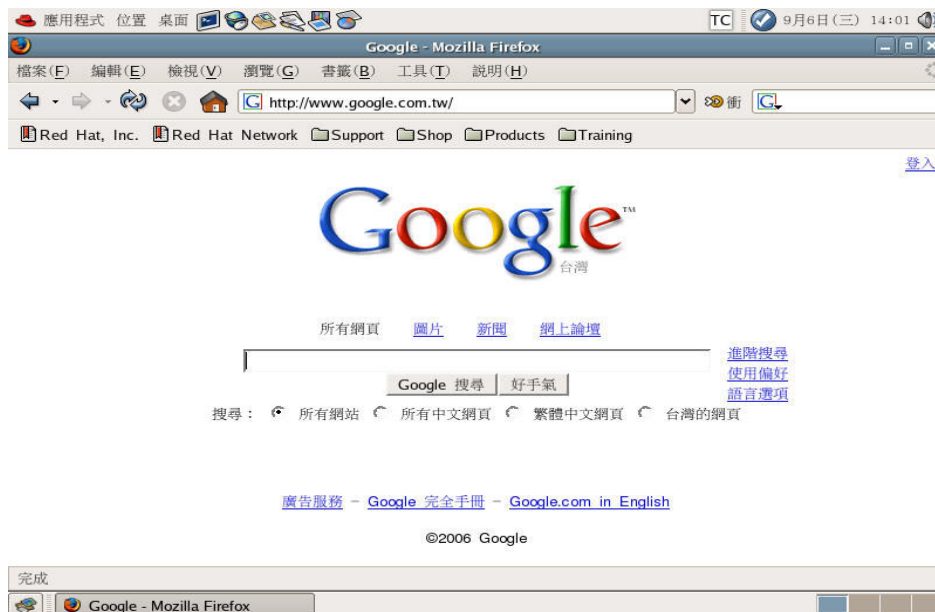 應用程式 位置 桌面 TC 9月6日(三) 14:01
Google - Mozilla Firefox
檔案(F) 編輯(E) 檢視(V) 瀏覽(G) 書籤(B) 工具(T) 說明(H)
G http://www.google.com.tw/ 衝 G
Red Hat, Inc. Red Hat Network Support Shop Products Training
登入
Google™
台灣
所有網頁 圖片 新聞 網上論壇
進階搜尋
使用偏好
Google 搜尋 好手氣
語言選項
搜尋： 所有網站 所有中文網頁 繁體中文網頁 台灣的網頁
廣告服務 - Google 完全手冊 - Google.com in English
©2006 Google
完成
Google - Mozilla Firefox